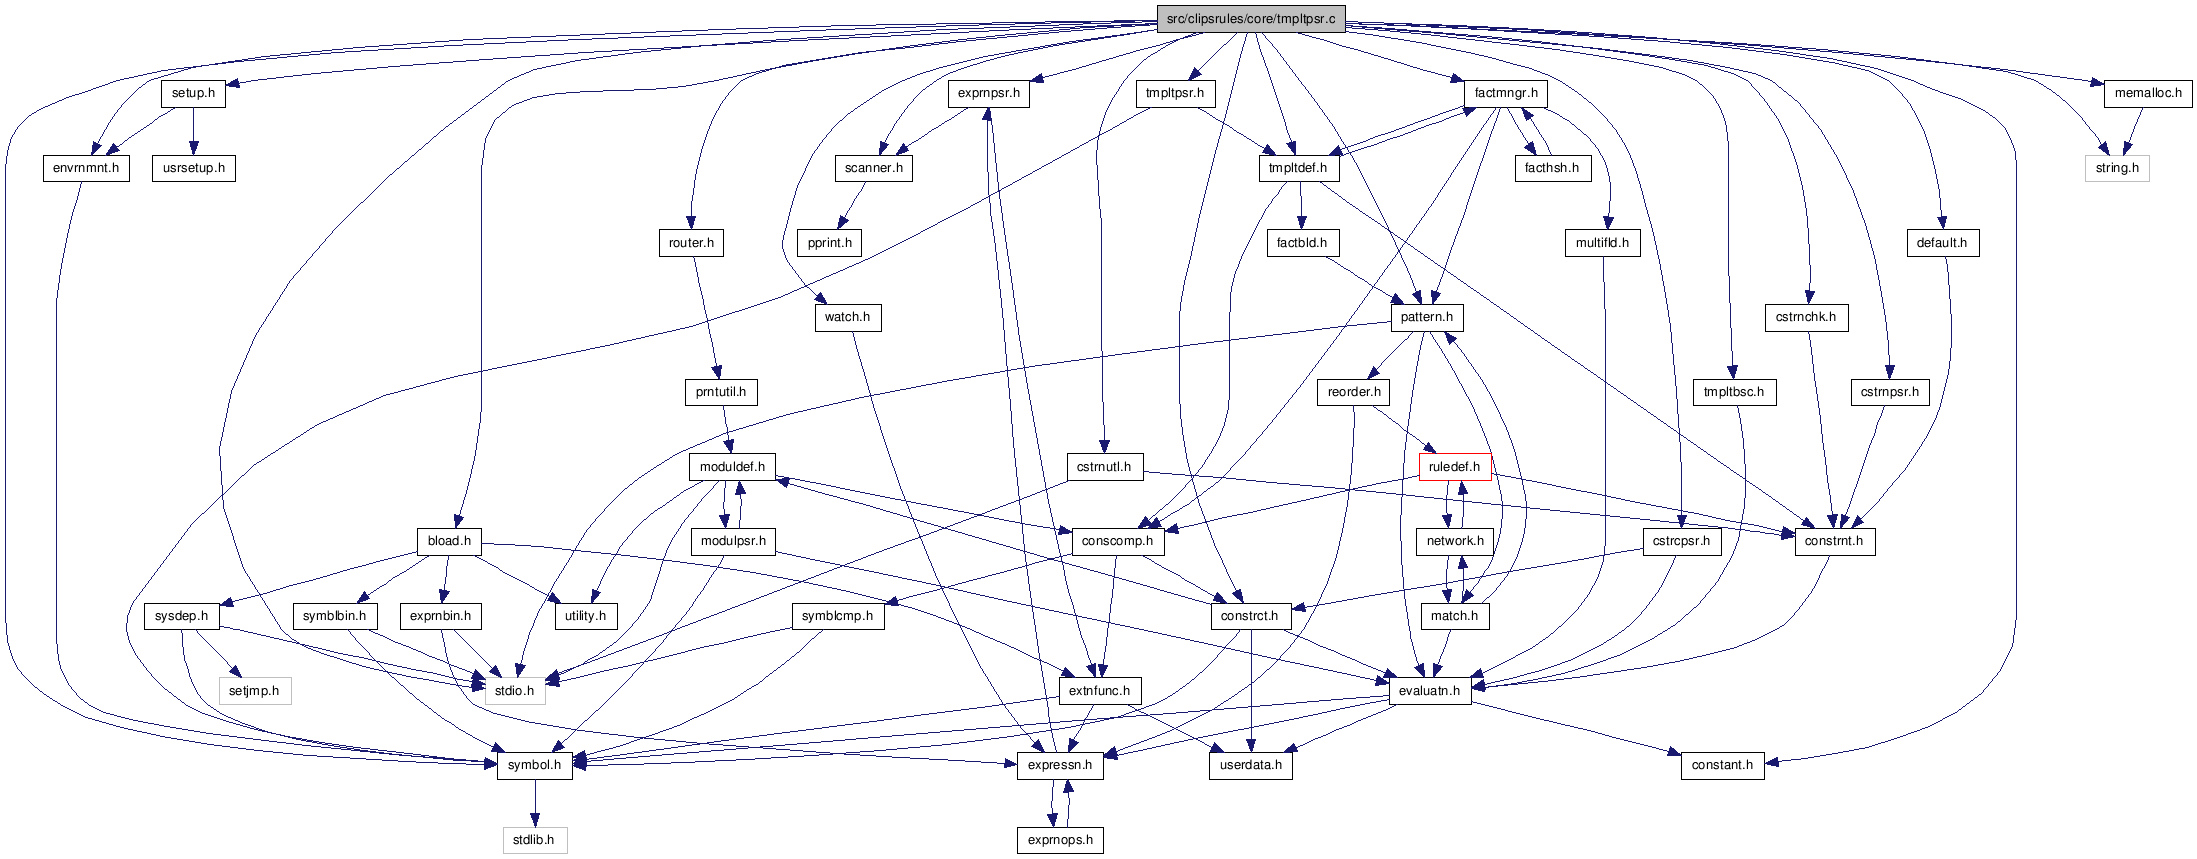 src/clipsrules/core/tmpltpsr.c
setup.h
exprnpsr.h
tmpltpsr.h
factmngr.h
memalloc.h
envrnmnt.h
usrsetup.h
scanner.h
tmpltdef.h
facthsh.h
string.h
router.h
pprint.h
factbld.h
multifld.h
default.h
watch.h
pattern.h
cstrnchk.h
prntutil.h
reorder.h
tmpltbsc.h
cstrnpsr.h
moduldef.h
cstrnutl.h
ruledef.h
bload.h
modulpsr.h
conscomp.h
network.h
cstrcpsr.h
constrnt.h
sysdep.h
symblbin.h
exprnbin.h
utility.h
symblcmp.h
constrct.h
match.h
setjmp.h
stdio.h
extnfunc.h
evaluatn.h
symbol.h
expressn.h
userdata.h
constant.h
stdlib.h
exprnops.h